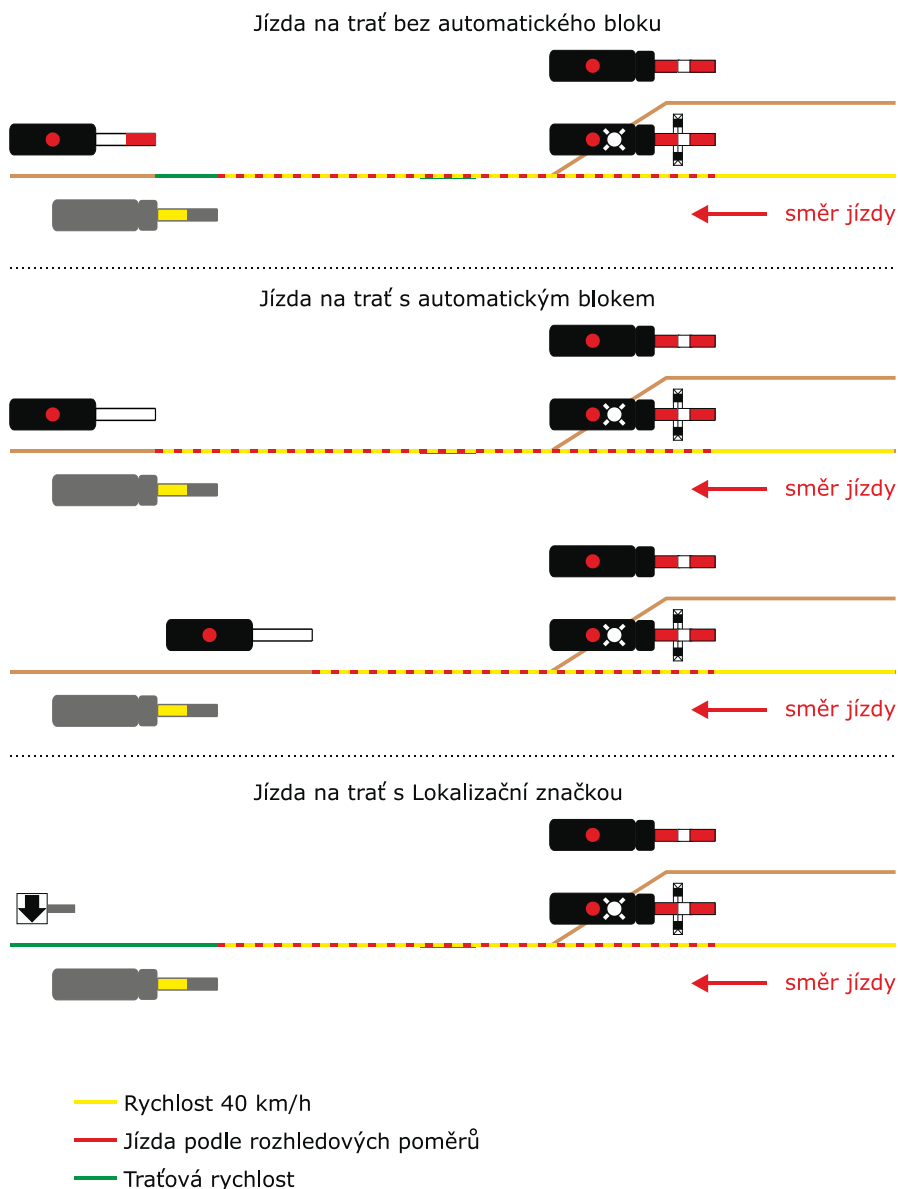 Jízda na trať bez automatického bloku
směr jízdy
Jízda na trať s automatickým blokem
směr jízdy
směr jízdy
Jízda na trať s Lokalizační značkou
směr jízdy
Rychlost 40 km/h
Jízda podle rozhledových poměrů
Traťová rychlost